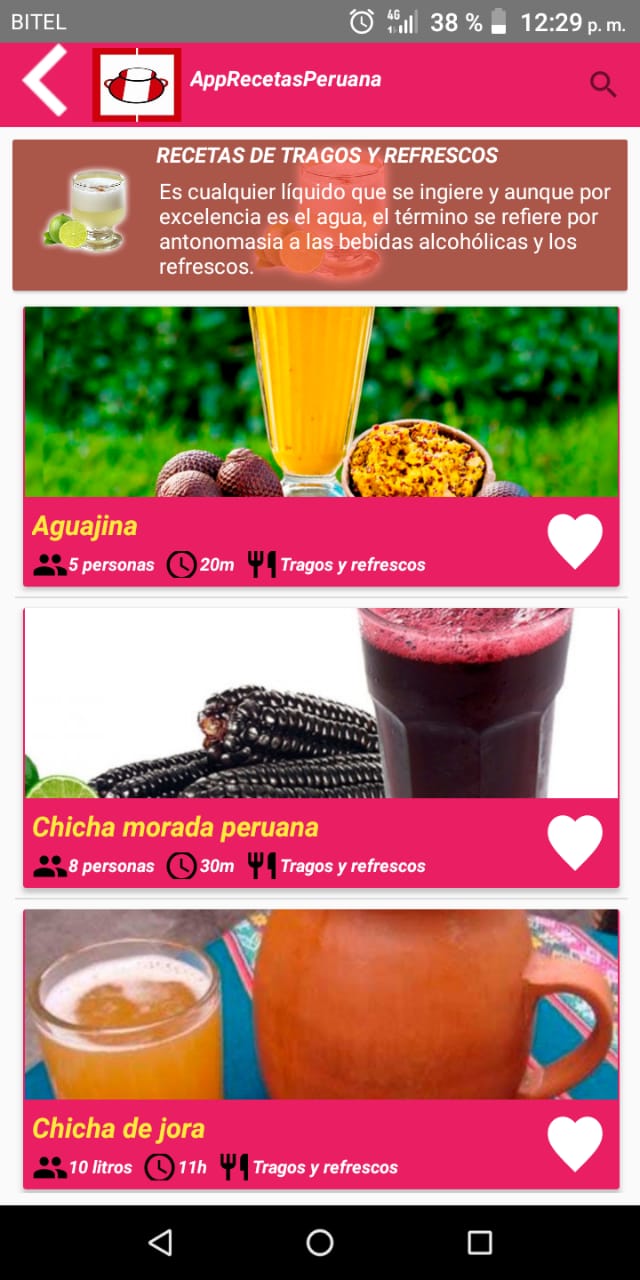 BITEL 4G 38 % 12:29 p. m.
AppRecetasPeruana
RECETAS DE TRAGOS Y REFRESCOS
Es cualquier líquido que se ingiere y aunque por
excelencia es el agua, el término se refiere por
antonomasia a las bebidas alcohólicas y los
refrescos.
Aguajina
5 personas 20m Tragos y refrescos
Chicha morada peruana
8 personas 30m Tragos y refrescos
Chicha de jora
10 litros 11h Tragos y refrescos